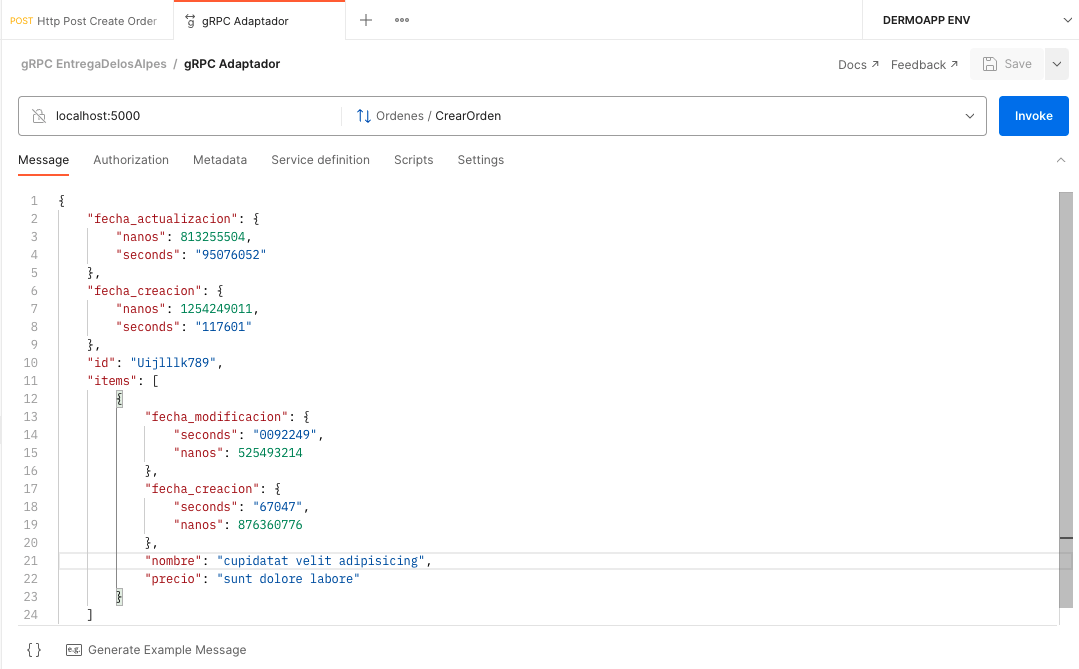 POST Http Post Create Order
gRPC Adaptador
DERMOAPP ENV
gRPC EntregaDelosAlpes / gRPC Adaptador
Docs ↗ Feedback ↗ Save
localhost:5000
Ordenes / CrearOrden
Invoke
Message Authorization Metadata Service definition Scripts Settings
1 {
2 "fecha_actualizacion": {
3 "nanos": 813255504,
4 "seconds": "95076052"
5 },
6 "fecha_creacion": {
7 "nanos": 1254249011,
8 "seconds": "117601"
9 },
10 "id": "Uijlllk789",
11 "items": [
12 {
13 "fecha_modificacion": {
14 "seconds": "0092249",
15 "nanos": 525493214
16 },
17 "fecha_creacion": {
18 "seconds": "67047",
19 "nanos": 876360776
20 },
21 "nombre": "cupidatat velit adipisicing",
22 "precio": "sunt dolore labore"
23 }
24 ]
{} e.g. Generate Example Message